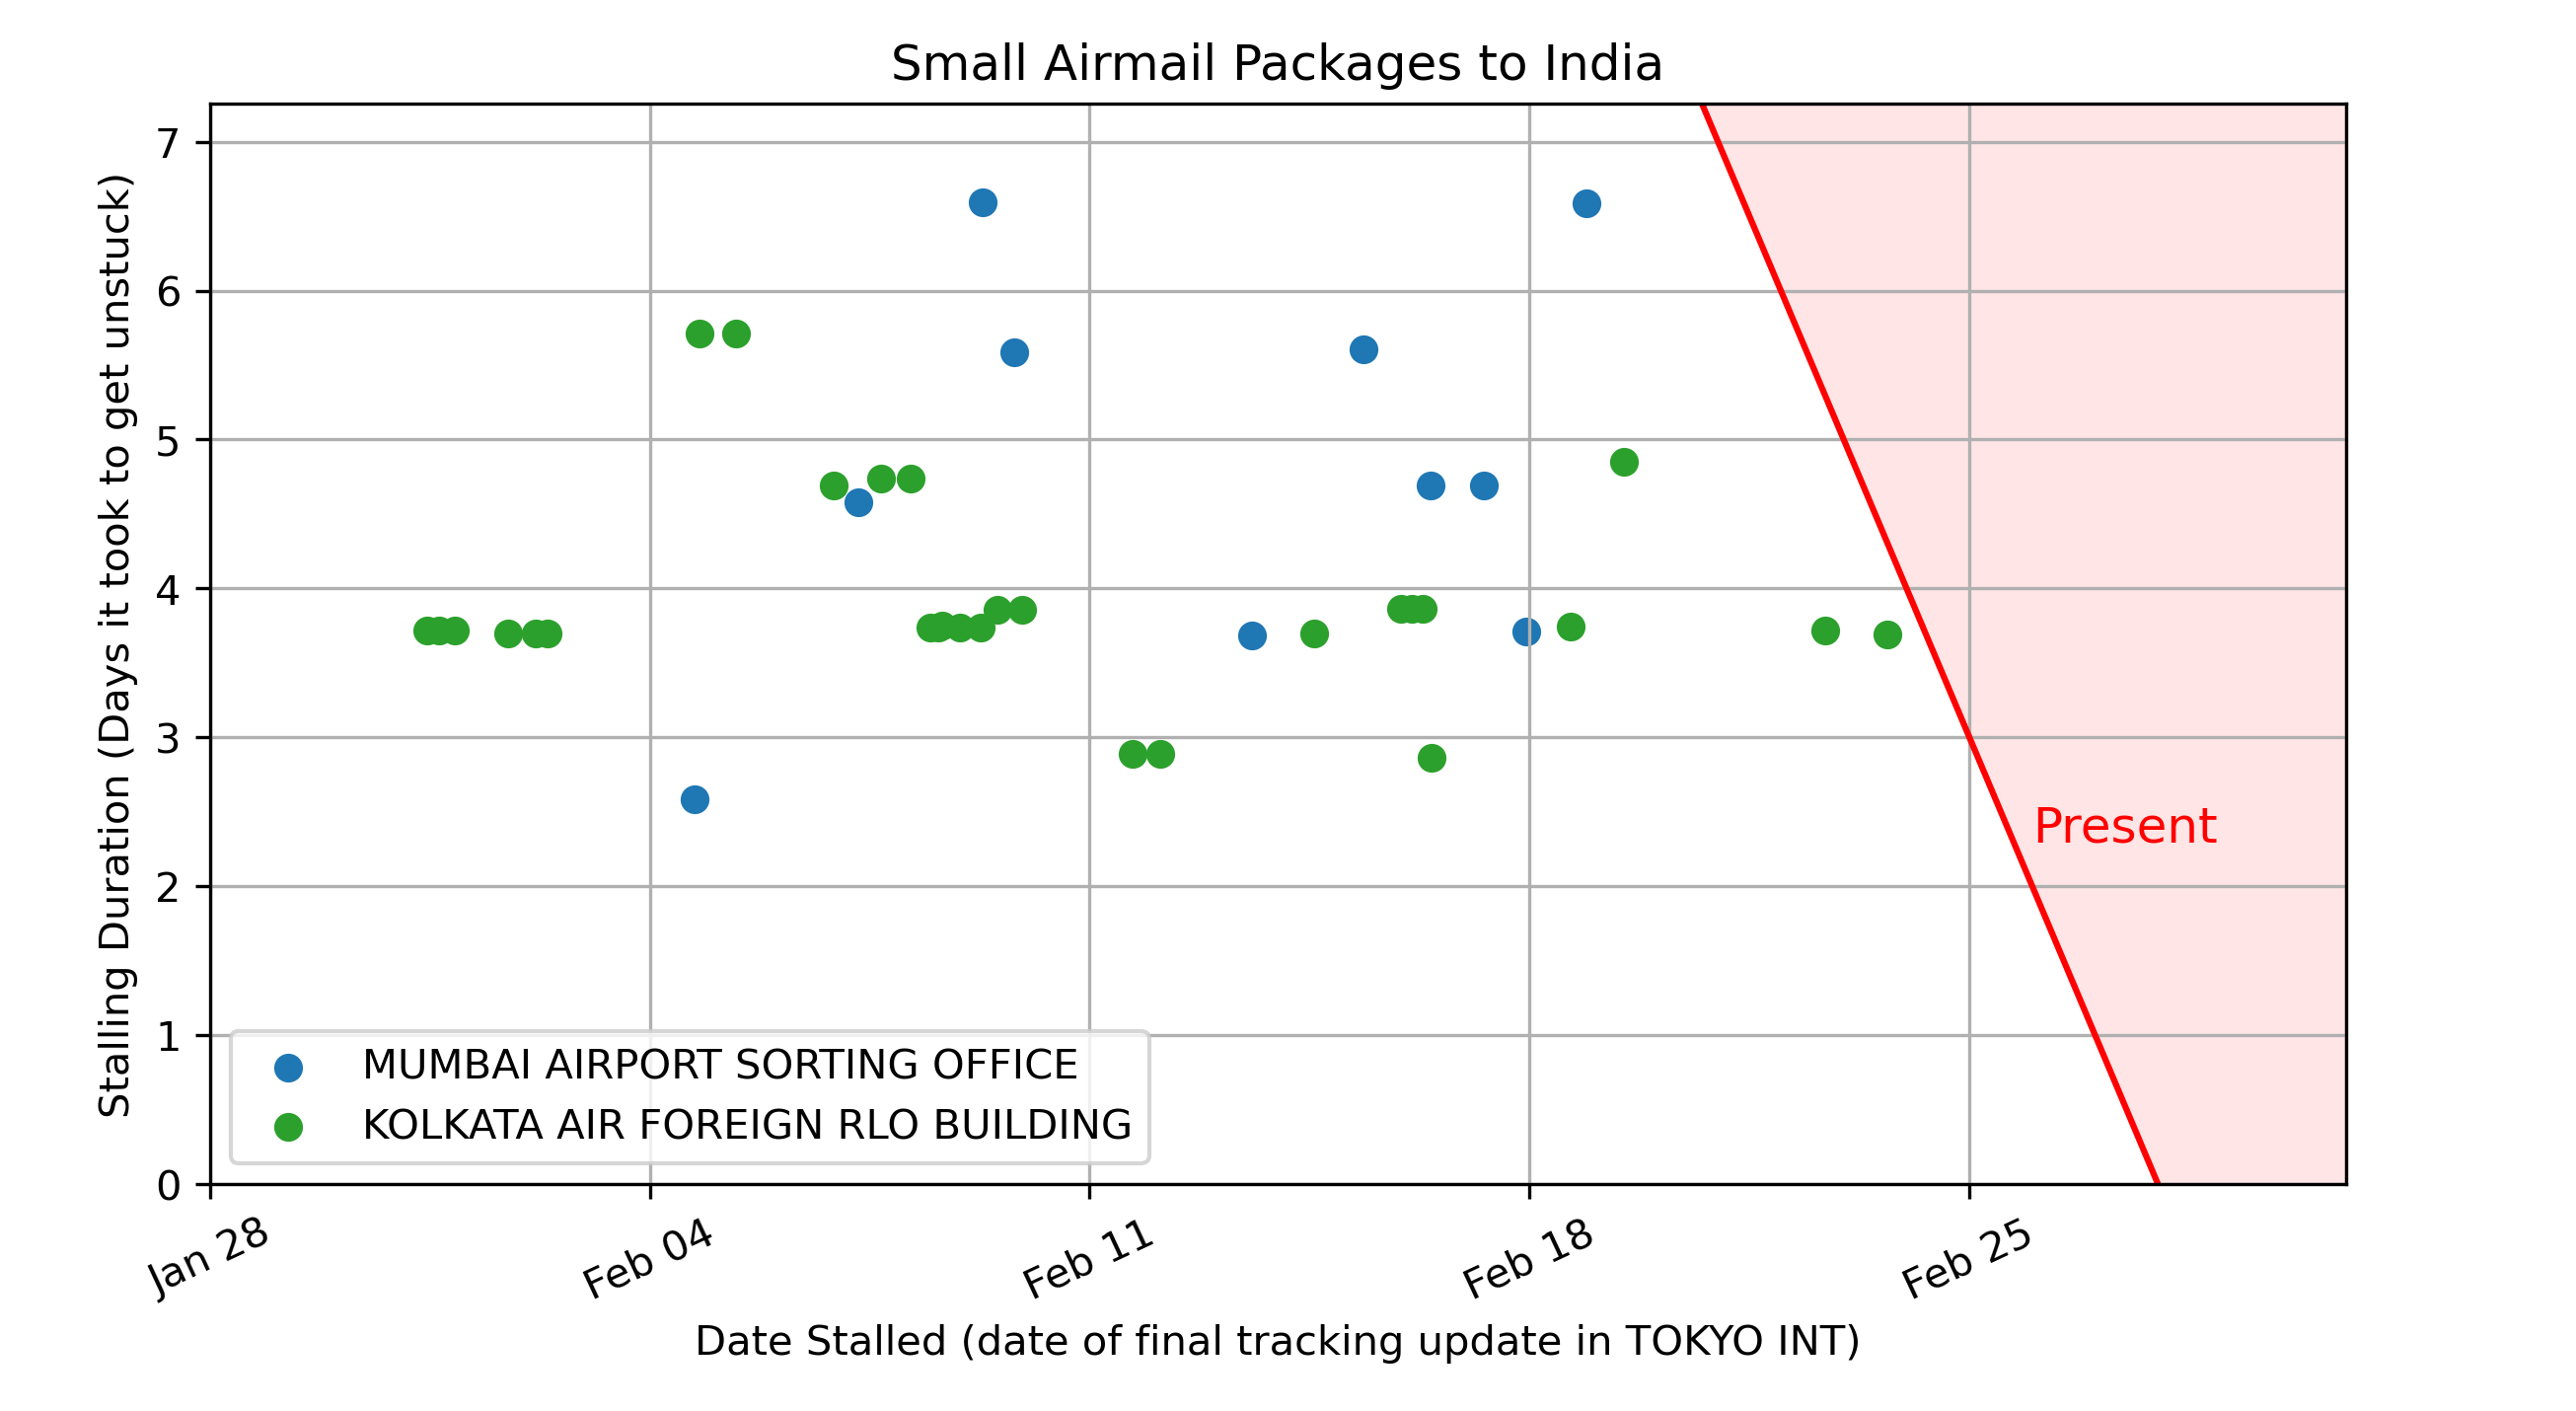 Small Airmail Packages to India
Stalling Duration (Days it took to get unstuck)
7
6
5
4
3
2
1
0
Present
MUMBAI AIRPORT SORTING OFFICE
KOLKATA AIR FOREIGN RLO BUILDING
Jan 28
Feb 04
Feb 11
Feb 18
Feb 25
Date Stalled (date of final tracking update in TOKYO INT)